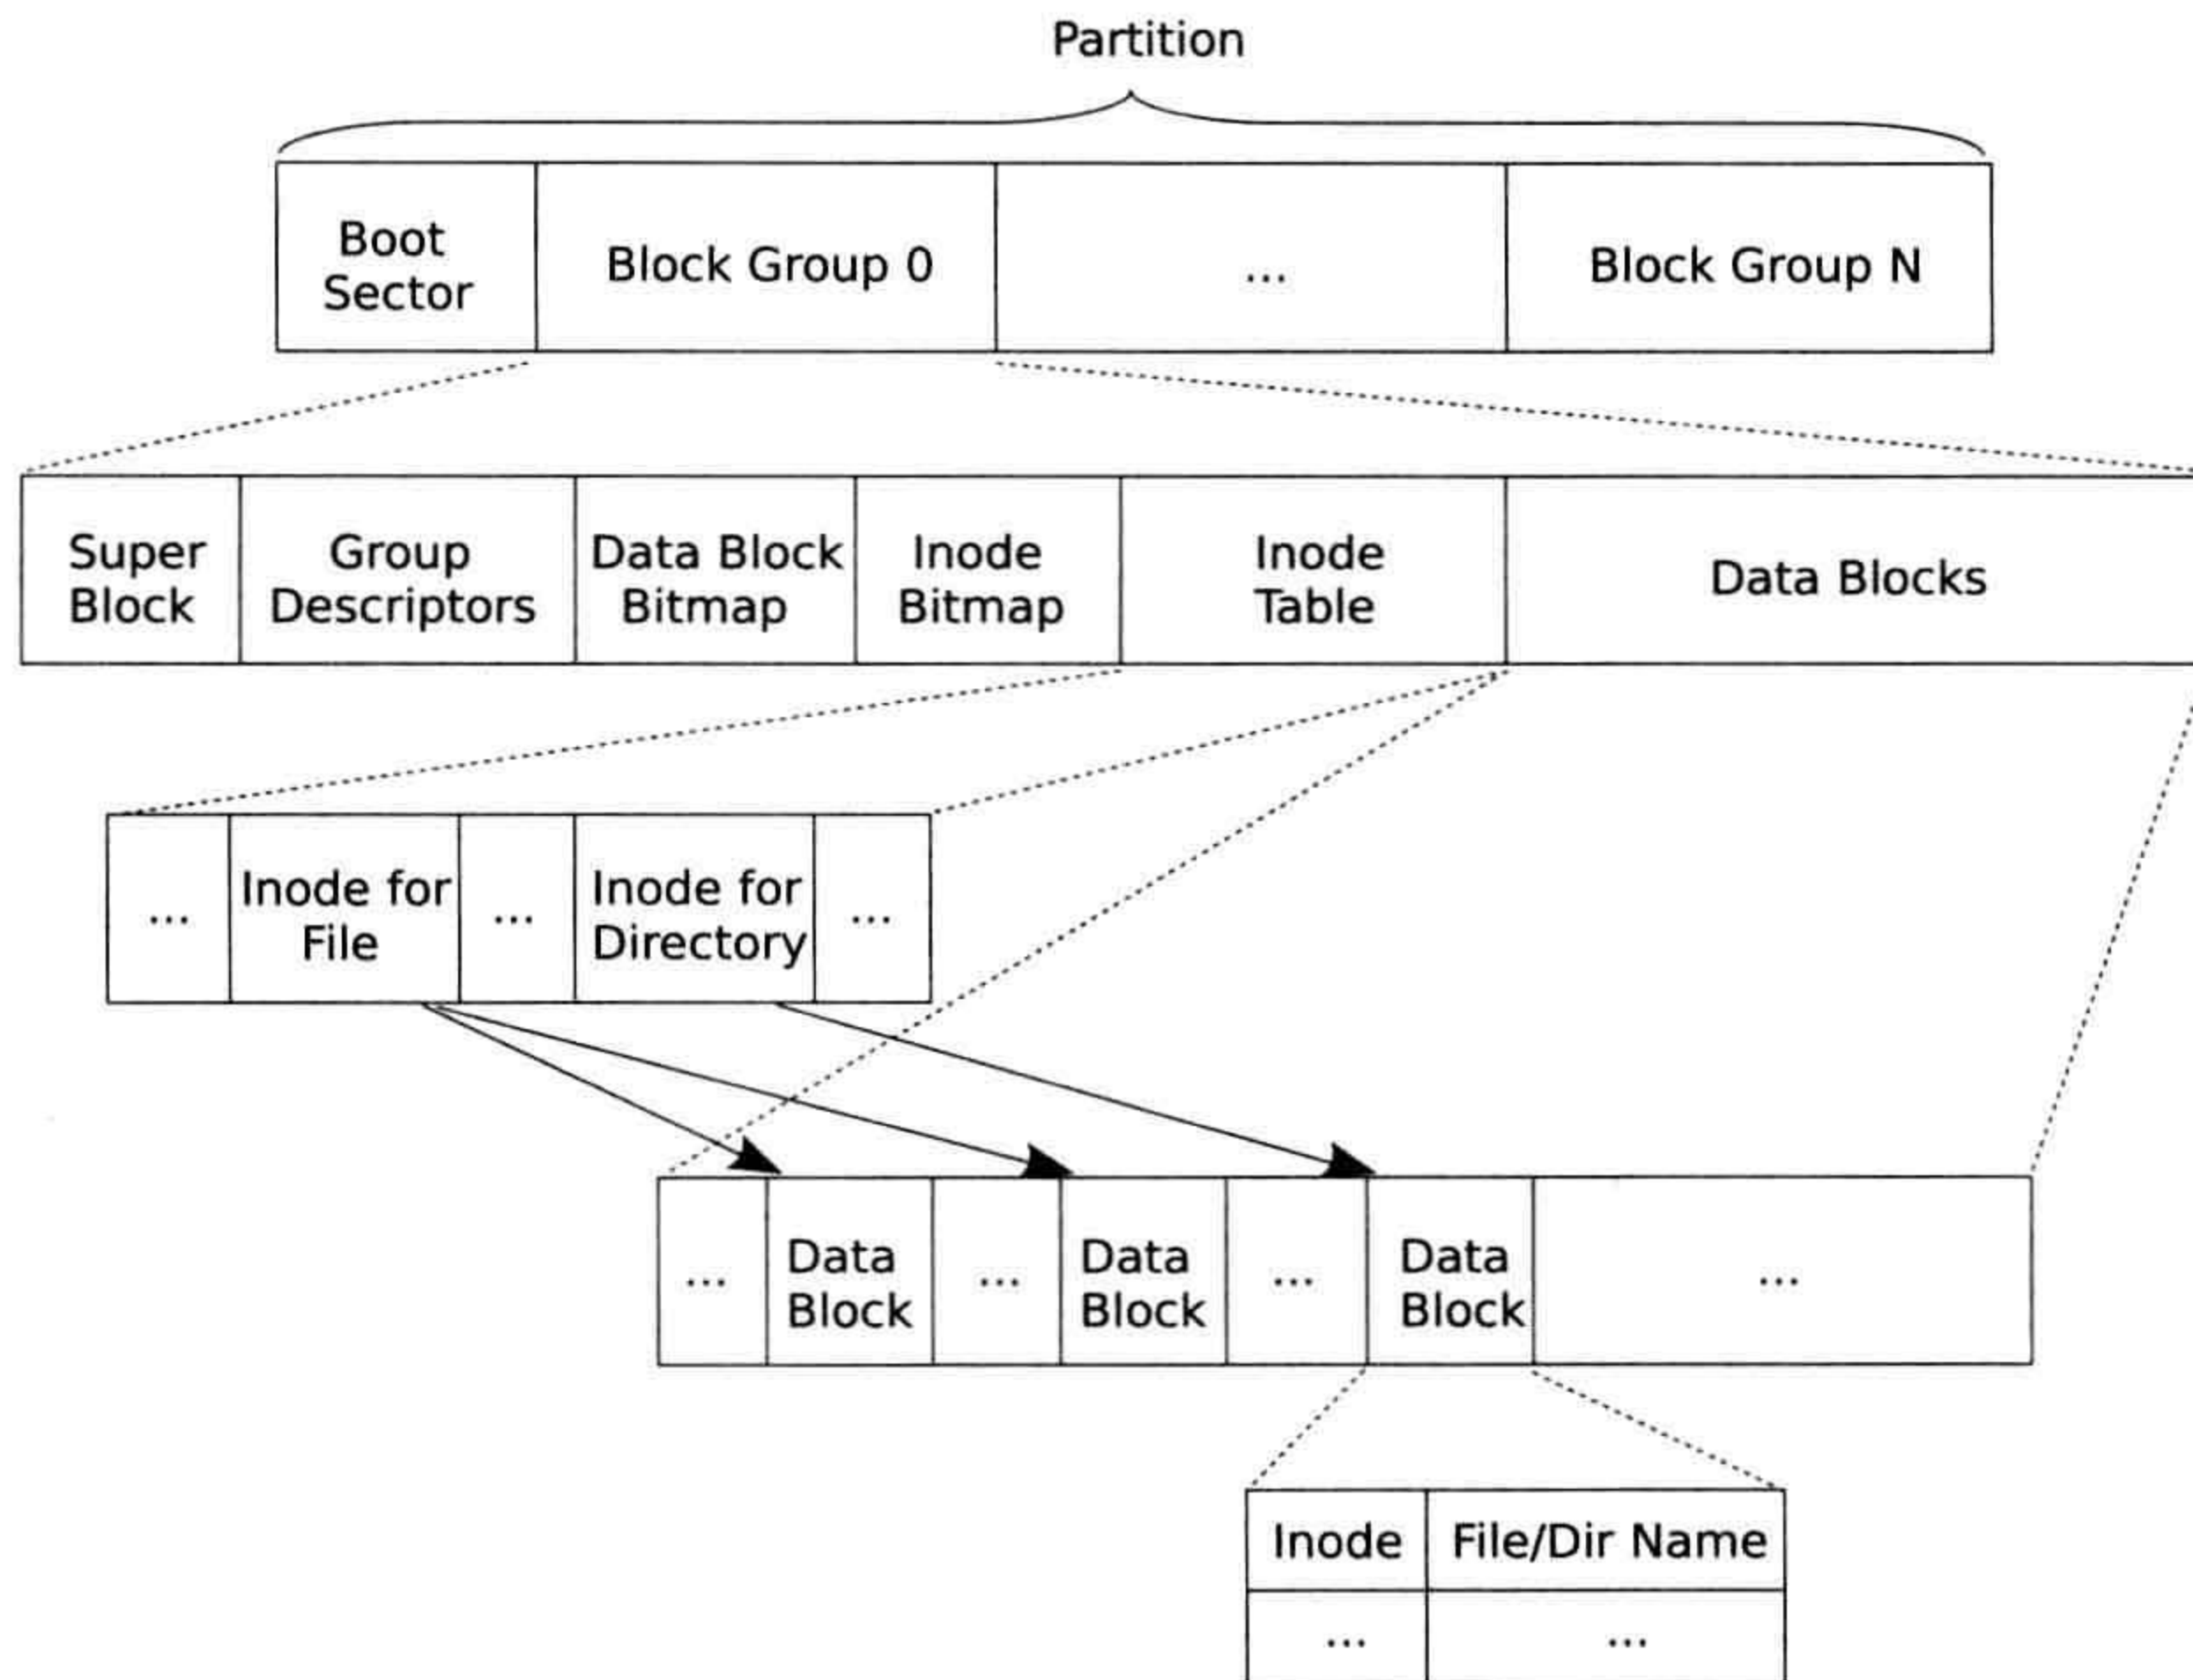 Partition
Boot
Sector
Block Group 0
...
Block Group N
Super
Block
Group
Descriptors
Data Block
Bitmap
Inode
Bitmap
Inode
Table
Data Blocks
...
Inode for
File
...
Inode for
Directory
...
...
Data
Block
...
Data
Block
...
Data
Block
...
Inode
File/Dir Name
...
...